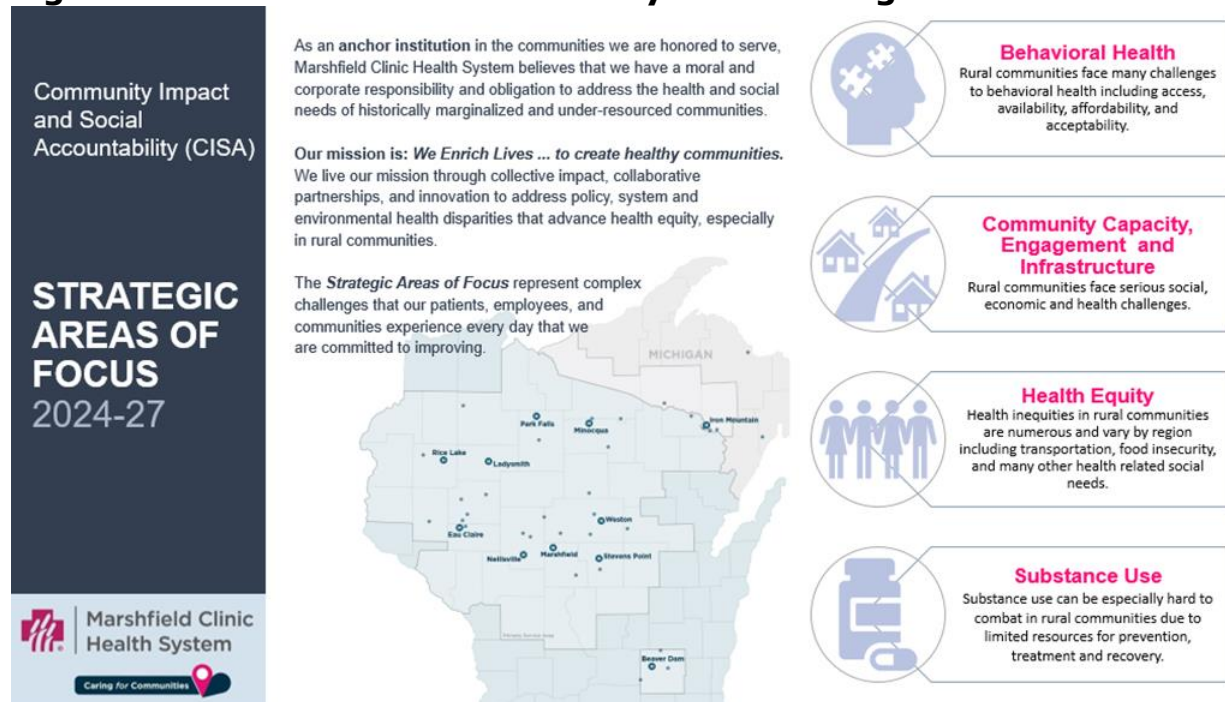 Community Impact
and Social
Accountability (CISA)
STRATEGIC
AREAS OF
FOCUS
2024-27
Marshfield Clinic
Health System
Caring for Communities
As an anchor institution in the communities we are honored to serve,
Marshfield Clinic Health System believes that we have a moral and
corporate responsibility and obligation to address the health and social
needs of historically marginalized and under-resourced communities.
Our mission is: We Enrich Lives ... to create healthy communities.
We live our mission through collective impact, collaborative
partnerships, and innovation to address policy, system and
environmental health disparities that advance health equity, especially
in rural communities.
The Strategic Areas of Focus represent complex
challenges that our patients, employees, and
communities experience every day that we
are committed to improving.
MICHIGAN
Park Falls
Minocqua
Iron Mountain
Rice Lake
Ladysmith
Weston
Eau Claire
Neillsville
Marshfield
Stevens Point
Primary Service Area
Beaver Dam
Behavioral Health
Rural communities face many challenges
to behavioral health including access,
availability, affordability, and
acceptability.
Community Capacity,
Engagement and
Infrastructure
Rural communities face serious social,
economic and health challenges.
Health Equity
Health inequities in rural communities
are numerous and vary by region
including transportation, food insecurity,
and many other health related social
needs.
Substance Use
Substance use can be especially hard to
combat in rural communities due to
limited resources for prevention,
treatment and recovery.